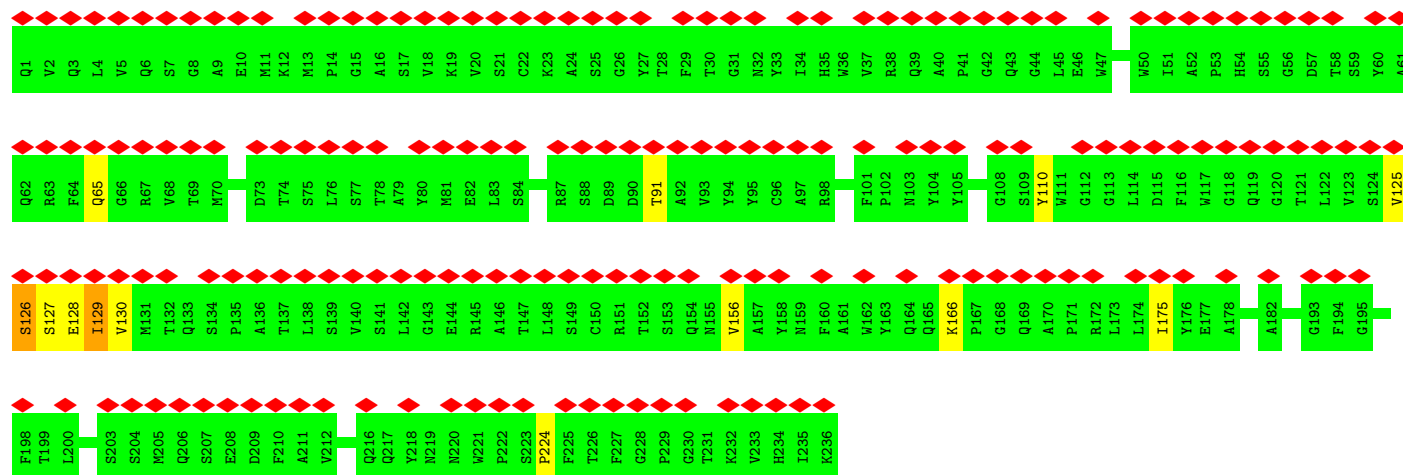 Q1 V2 Q3 L4 V5 Q6 S7 G8 A9 E10 M11 K12 M13 P14 G15 A16 S17 V18 K19 V20 S21 C22 K23 A24 S25 G26 Y27 T28 F29 T30 G31 N32 Y33 I34 H35 W36 V37 R38 Q39 A40 P41 G42 Q43 G44 L45 E46 W47 W50 I51 A52 P53 H54 S55 G56 D57 T58 S59 Y60 A61
Q62 R63 F64 Q65 G66 R67 V68 T69 M70 D73 T74 S75 L76 S77 T78 A79 Y80 M81 E82 L83 S84 R87 S88 D89 D90 T91 A92 V93 Y94 Y95 C96 A97 R98 F101 P102 N103 Y104 Y105 G108 S109 Y110 W111 G112 G113 L114 D115 F116 W117 G118 Q119 G120 T121 L122 V123 S124 V125
S126 S127 E128 I129 V130 M131 T132 Q133 S134 P135 A136 T137 L138 S139 V140 S141 L142 G143 E144 R145 A146 T147 L148 S149 C150 R151 T152 S153 Q154 N155 V156 A157 Y158 N159 F160 A161 W162 Y163 Q164 Q165 K166 P167 G168 Q169 A170 P171 R172 L173 L174 I175 Y176 E177 A178 A182 G193 F194 G195
F198 T199 L200 S203 S204 M205 Q206 S207 E208 D209 F210 A211 V212 Q216 Q217 Y218 N219 N220 W221 P222 S223 P224 F225 T226 F227 G228 P229 G230 T231 K232 V233 H234 I235 K236